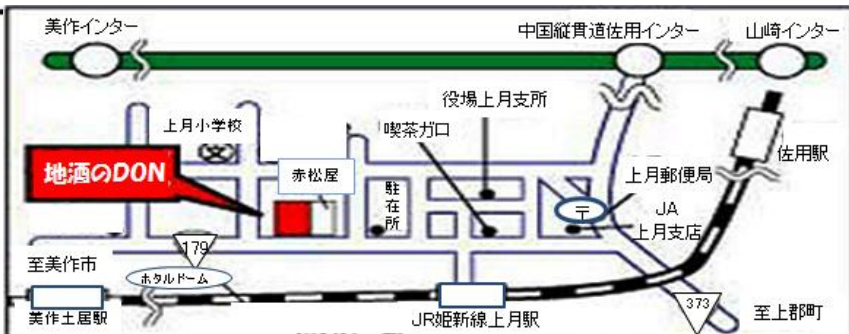 美作インター
中国縦貫道佐用インター
山崎インター
役場上月支所
上月小学校
喫茶ガロ
地酒のDON
赤松屋
駐在所
佐用駅
上月郵便局
〒
JA
上月支店
179
至美作市
ホタルドーム
美作土居駅
JR姫新線上月駅
373
至上郡町